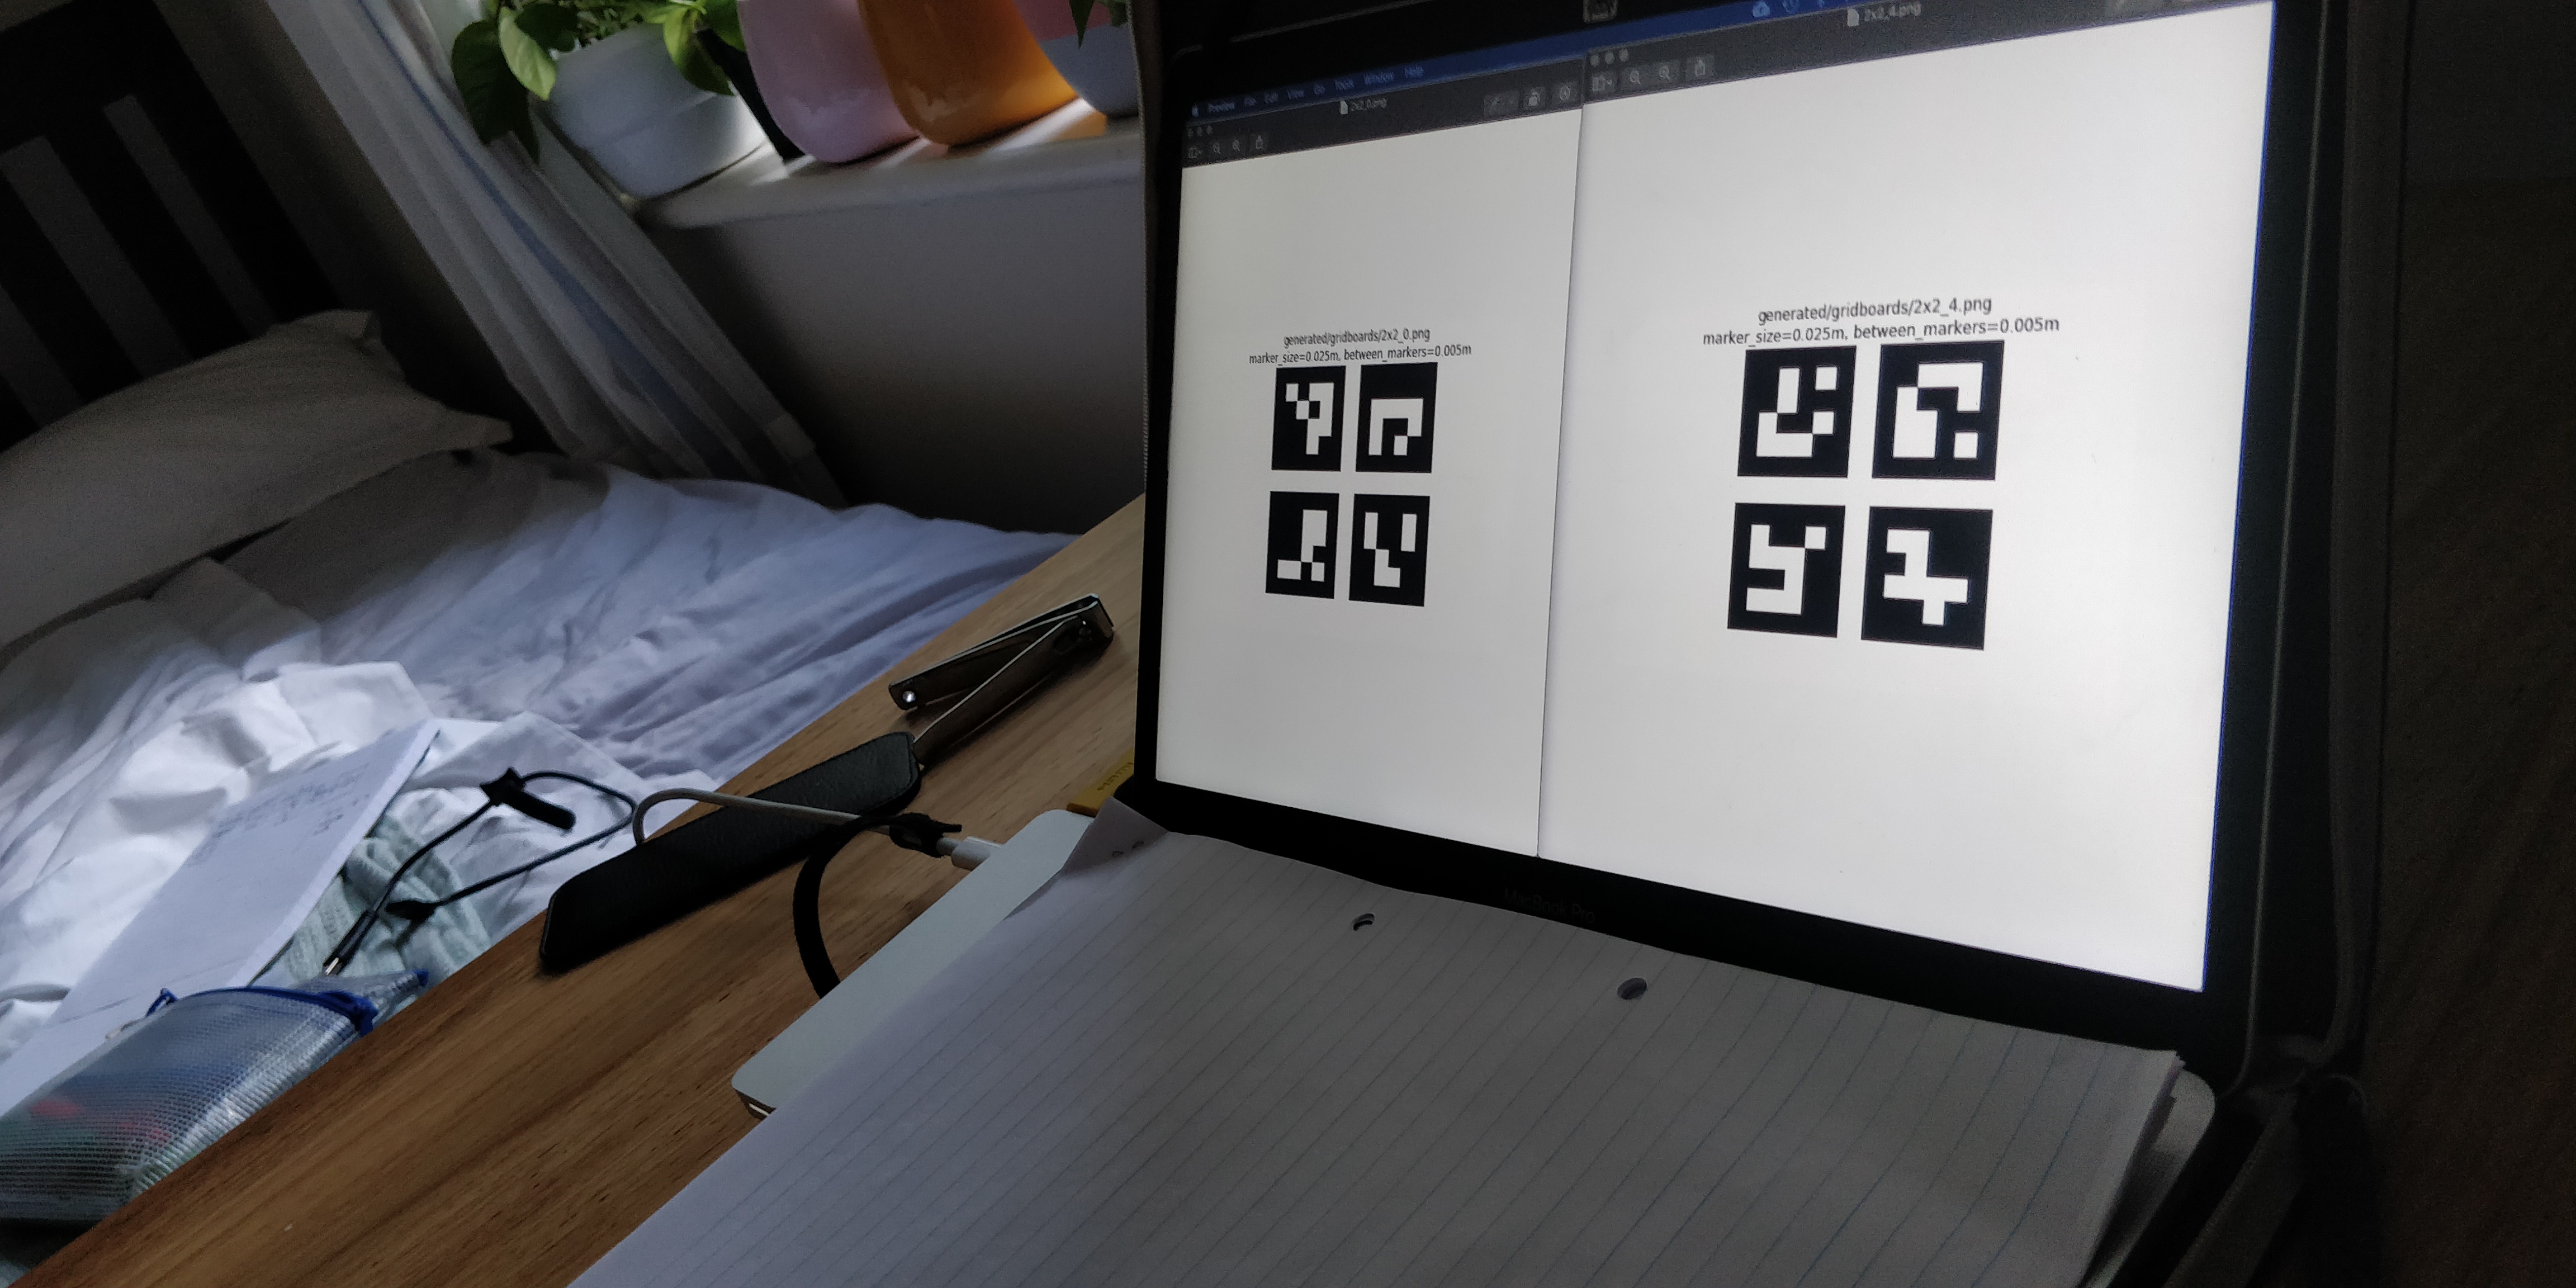 Preview File Edit View Go Tools Window Help
2x2_0.png
2x2_4.png
generated/gridboards/2x2_0.png
marker_size=0.025m, between_markers=0.005m
generated/gridboards/2x2_4.png
marker_size=0.025m, between_markers=0.005m
MacBook Pro